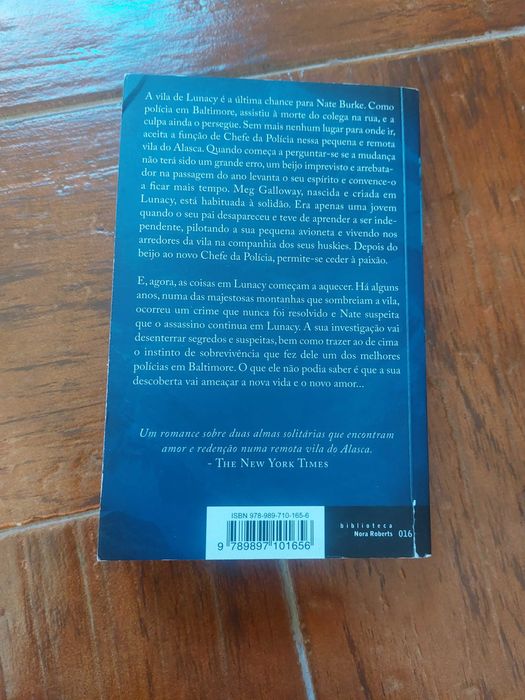 A vila de Lunacy é a última chance para Nate Burke. Como
polícia em Baltimore, assistiu à morte do colega na rua, e a
culpa ainda o persegue. Sem mais nenhum lugar para onde ir,
aceita a função de Chefe da Polícia nessa pequena e remota
vila do Alasca. Quando começa a perguntar-se se a mudança
não terá sido um grande erro, um beijo imprevisto e arrebata-
dor na passagem do ano levanta o seu espírito e convence-o
a ficar mais tempo. Meg Galloway, nascida e criada em
Lunacy, está habituada à solidão. Era apenas uma jovem
quando o seu pai desapareceu e teve de aprender a ser inde-
pendente, pilotando a sua pequena avioneta e vivendo nos
arredores da vila na companhia dos seus huskies. Depois do
beijo ao novo Chefe da Polícia, permite-se ceder à paixão.
E, agora, as coisas em Lunacy começam a aquecer. Há alguns
anos, numa das majestosas montanhas que sombreiam a vila,
ocorreu um crime que nunca foi resolvido e Nate suspeita
que o assassino continua em Lunacy. A sua investigação vai
desenterrar segredos e suspeitas, bem como trazer ao de cima
o instinto de sobrevivência que fez dele um dos melhores
polícias em Baltimore. O que ele não podia saber é que a sua
descoberta vai ameaçar a nova vida e o novo amor...
Um romance sobre duas almas solitárias que encontram
amor e redenção numa remota vila do Alasca.
- THE NEW YORK TIMES
ISBN 978-989-710-165-6
9 789897 101656
biblioteca
Nora Roberts 016